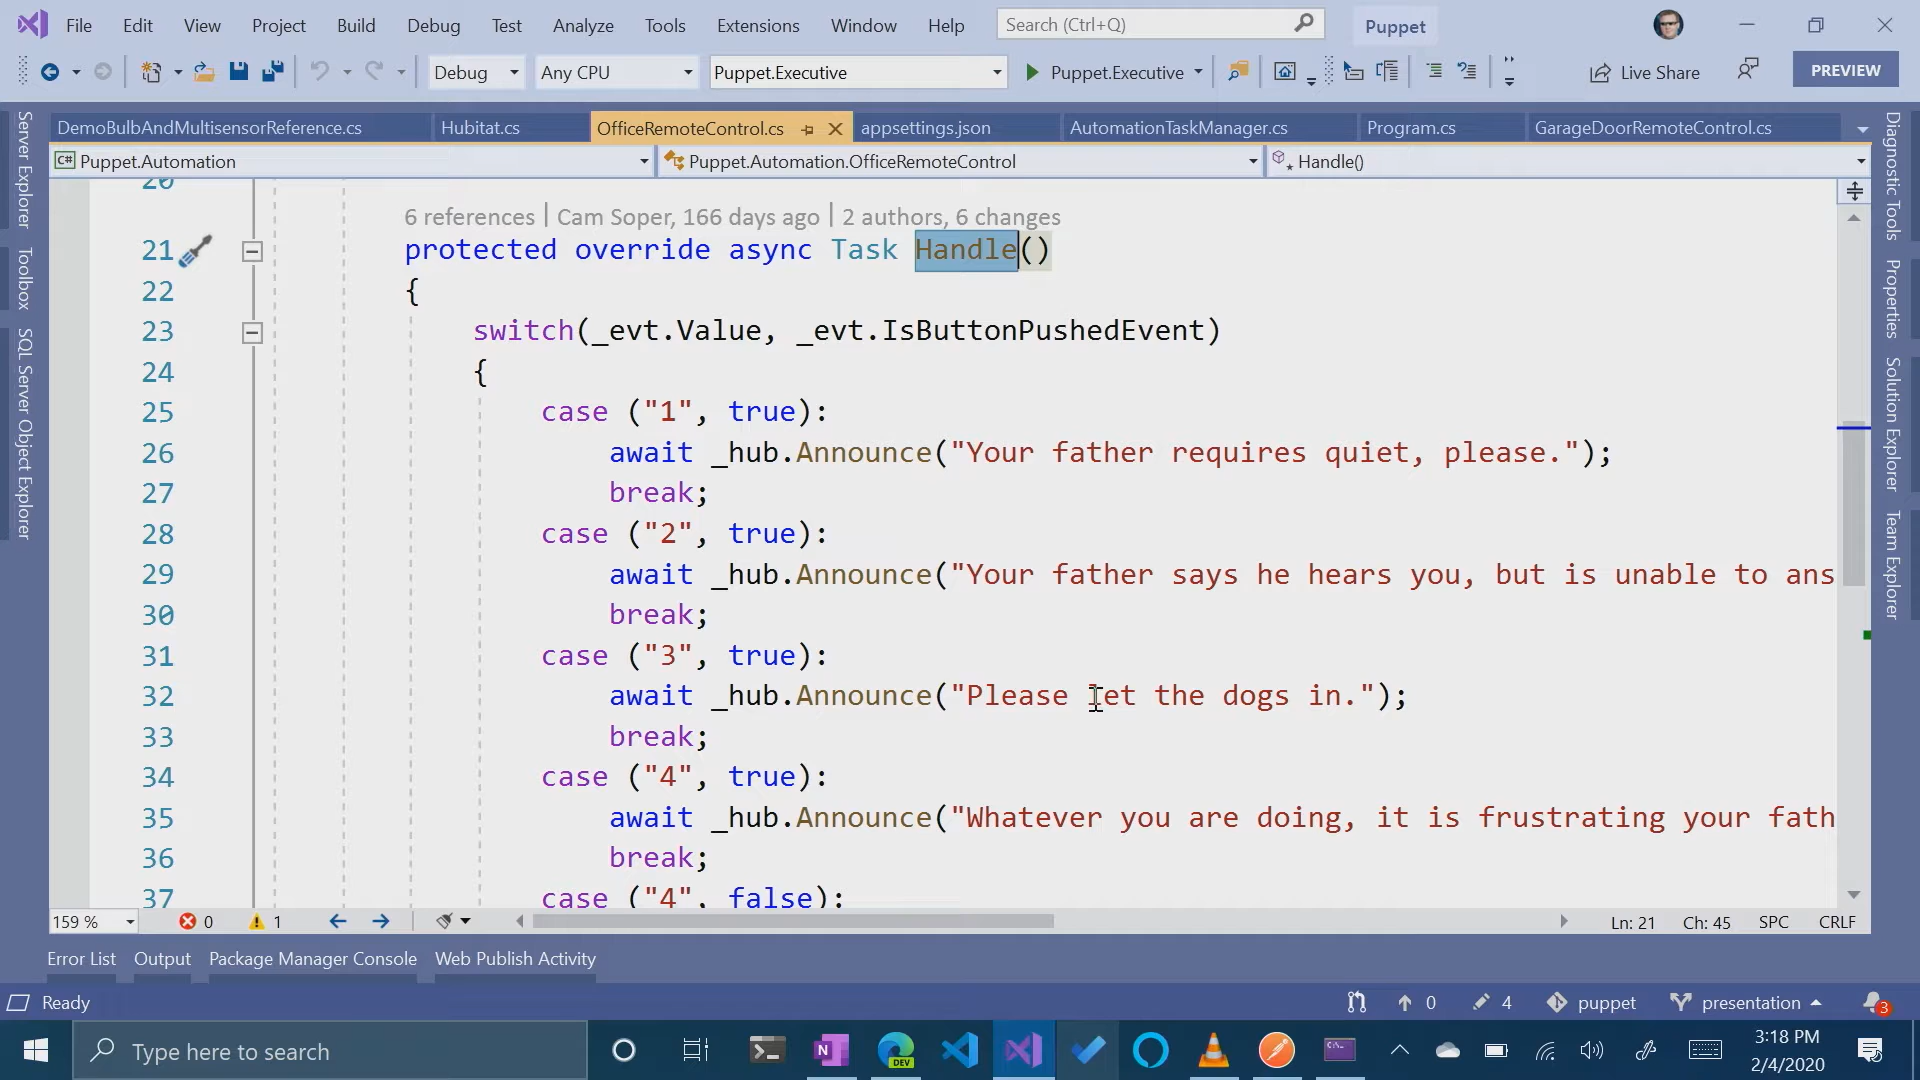 File Edit View Project Build Debug Test Analyze Tools Extensions Window Help Search (Ctrl+Q) Puppet
Debug Any CPU Puppet.Executive Puppet.Executive Live Share PREVIEW
DemoBulbAndMultisensorReference.cs Hubitat.cs OfficeRemoteControl.cs appsettings.json AutomationTaskManager.cs Program.cs GarageDoorRemoteControl.cs
C# Puppet.Automation Puppet.Automation.OfficeRemoteControl Handle()
Server Explorer
Toolbox
SQL Server Object Explorer
Diagnostic Tools
Properties
Solution Explorer
Team Explorer
20
6 references | Cam Soper, 166 days ago | 2 authors, 6 changes
21 protected override async Task Handle()
22 {
23 switch(_evt.Value, _evt.IsButtonPushedEvent)
24 {
25 case ("1", true):
26 await _hub.Announce("Your father requires quiet, please.");
27 break;
28 case ("2", true):
29 await _hub.Announce("Your father says he hears you, but is unable to ans
30 break;
31 case ("3", true):
32 await _hub.Announce("Please let the dogs in.");
33 break;
34 case ("4", true):
35 await _hub.Announce("Whatever you are doing, it is frustrating your fath
36 break;
37 case ("4", false):
159 % 0 1 Ln: 21 Ch: 45 SPC CRLF
Error List Output Package Manager Console Web Publish Activity
Ready 0 4 puppet presentation 3
Type here to search N DEV C:\_ 3:18 PM
2/4/2020